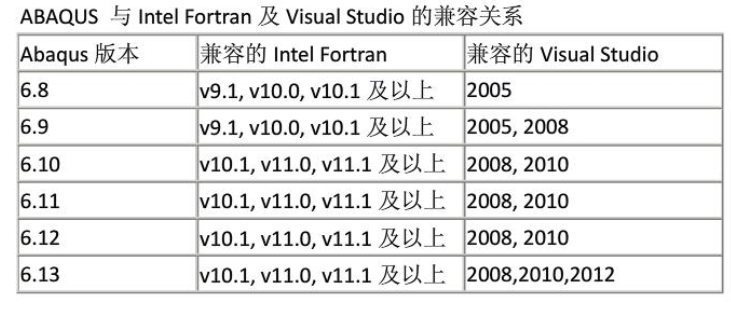 ABAQUS 与 Intel Fortran 及 Visual Studio 的兼容关系
Abaqus 版本 兼容的 Intel Fortran 兼容的 Visual Studio
6.8 v9.1, v10.0, v10.1 及以上 2005
6.9 v9.1, v10.0, v10.1 及以上 2005, 2008
6.10 v10.1, v11.0, v11.1 及以上 2008, 2010
6.11 v10.1, v11.0, v11.1 及以上 2008, 2010
6.12 v10.1, v11.0, v11.1 及以上 2008, 2010
6.13 v10.1, v11.0, v11.1 及以上 2008,2010,2012